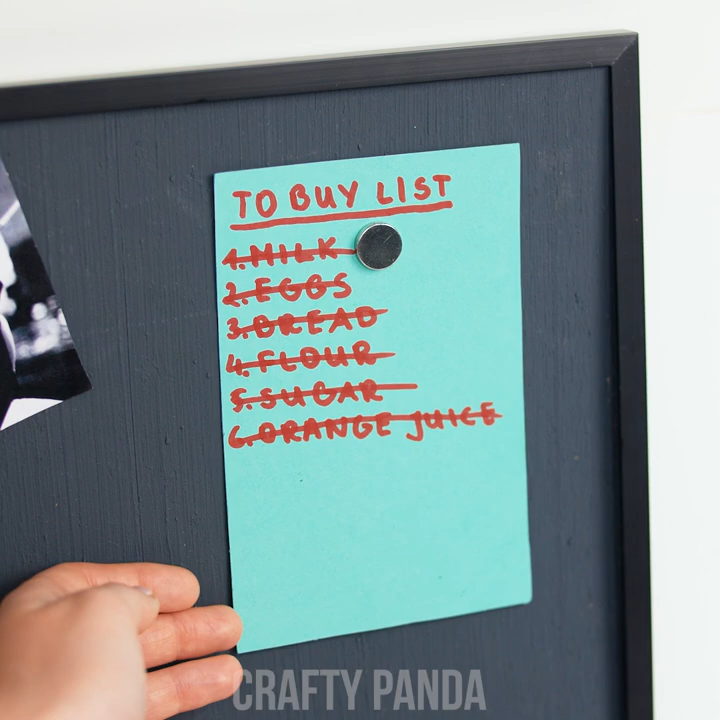 TO BUY LIST
1. MILK
2. EGGS
3. BREAD
4. FLOUR
5. SUGAR
6. ORANGE JUICE
CRAFTY PANDA